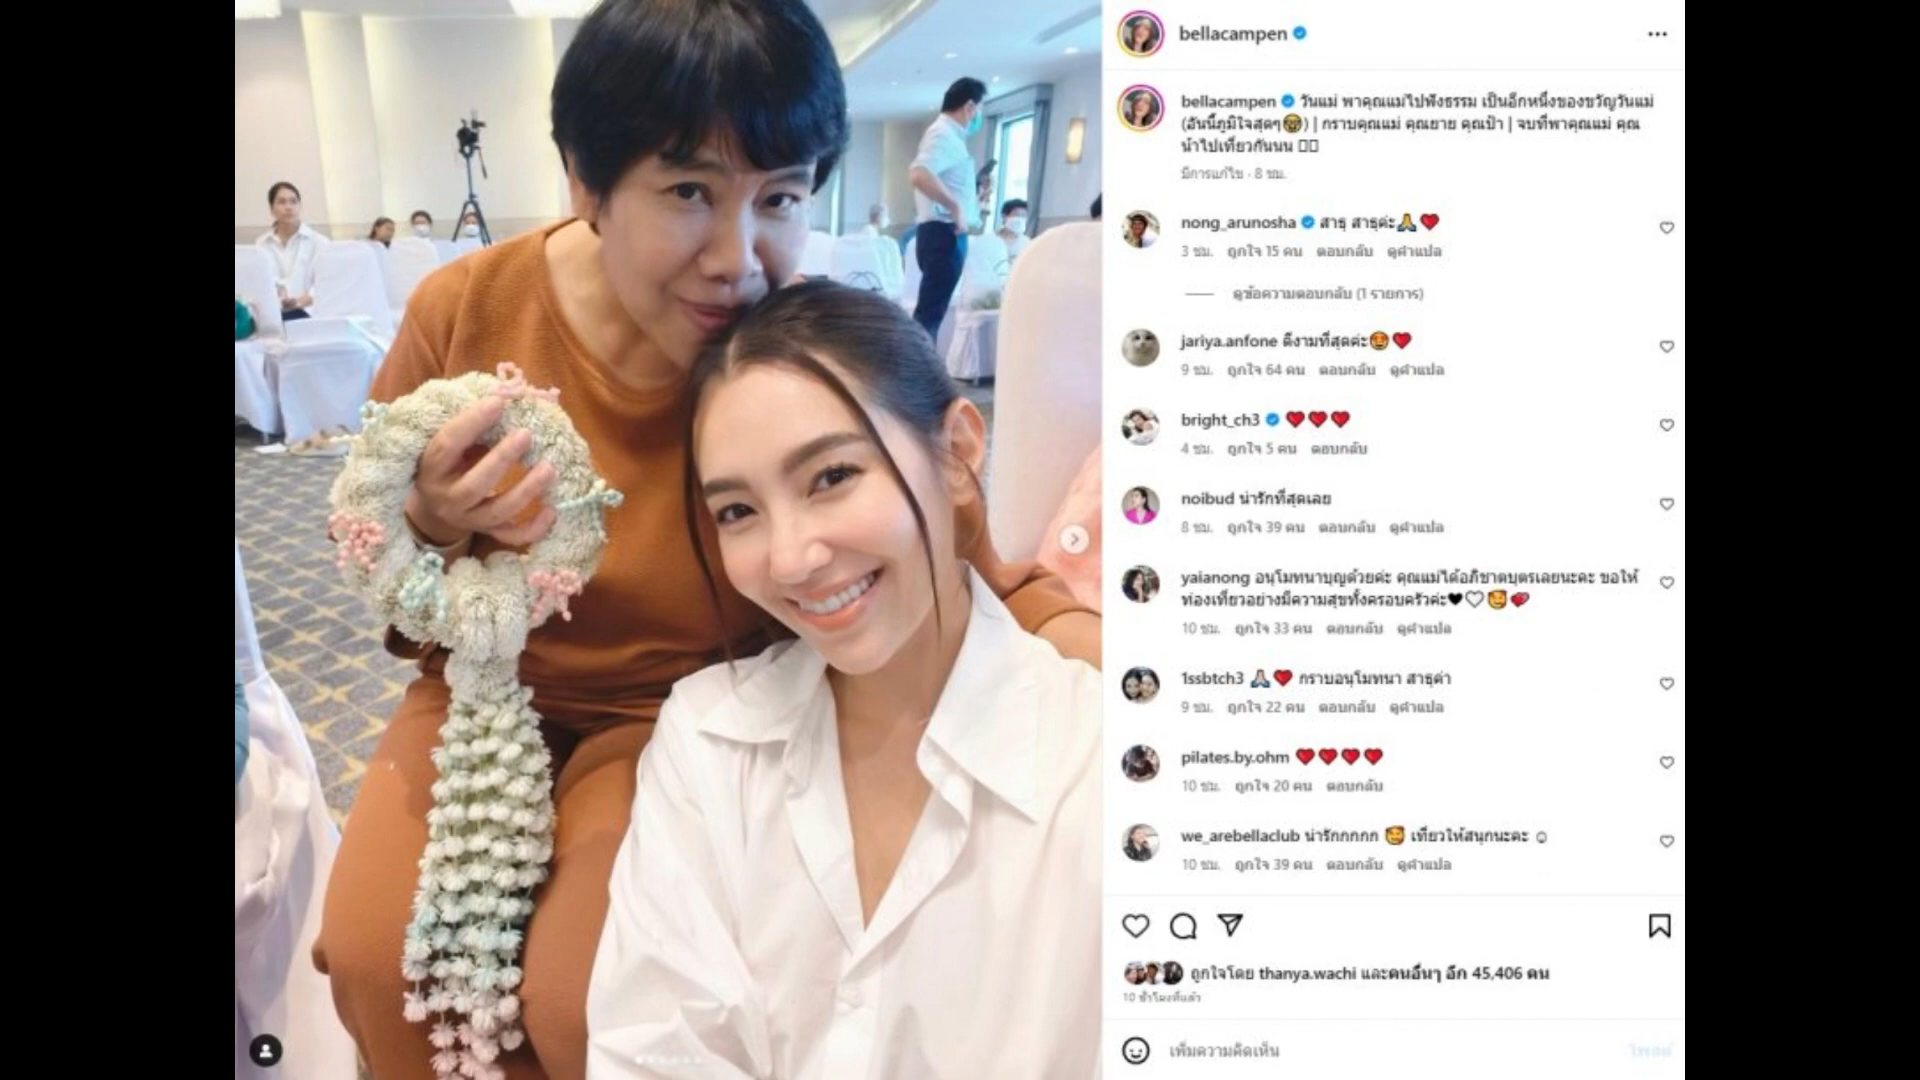 bellacampen
bellacampen วันแม่ พาคุณแม่ไปฟังธรรม เป็นอีกหนึ่งของขวัญวันแม่
(อันนี้ภูมิใจสุดๆ🤓) | กราบคุณแม่ คุณยาย คุณป้า | จบที่พาคุณแม่ คุณ
น้าไปเที่ยวกันนน
มีการแก้ไข · 8 ชม.
nong_arunosha สาธุ สาธุค่ะ🙏❤️
3 ชม. ถูกใจ 15 คน ตอบกลับ ดูคำแปล
ดูข้อความตอบกลับ (1 รายการ)
jariya.anfone ดีงามที่สุดค่ะ😍❤️
9 ชม. ถูกใจ 64 คน ตอบกลับ ดูคำแปล
bright_ch3 ❤️❤️❤️
4 ชม. ถูกใจ 5 คน ตอบกลับ
noibud น่ารักที่สุดเลย
8 ชม. ถูกใจ 39 คน ตอบกลับ ดูคำแปล
yaianong อนุโมทนาบุญด้วยค่ะ คุณแม่ได้อภิชาตบุตรเลยนะคะ ขอให้
ท่องเที่ยวอย่างมีความสุขทั้งครอบครัวค่ะ🖤🤍🥰💕
10 ชม. ถูกใจ 33 คน ตอบกลับ ดูคำแปล
1ssbtch3 🙏❤️ กราบอนุโมทนา สาธุค่า
9 ชม. ถูกใจ 22 คน ตอบกลับ ดูคำแปล
pilates.by.ohm ❤️❤️❤️❤️
10 ชม. ถูกใจ 20 คน ตอบกลับ
we_arebellaclub น่ารักกกกก 🥰 เที่ยวให้สนุกนะคะ ☺
10 ชม. ถูกใจ 39 คน ตอบกลับ ดูคำแปล
ถูกใจโดย thanya.wachi และคนอื่นๆ อีก 45,406 คน
10 ชั่วโมงที่แล้ว
เพิ่มความคิดเห็น
โพสต์